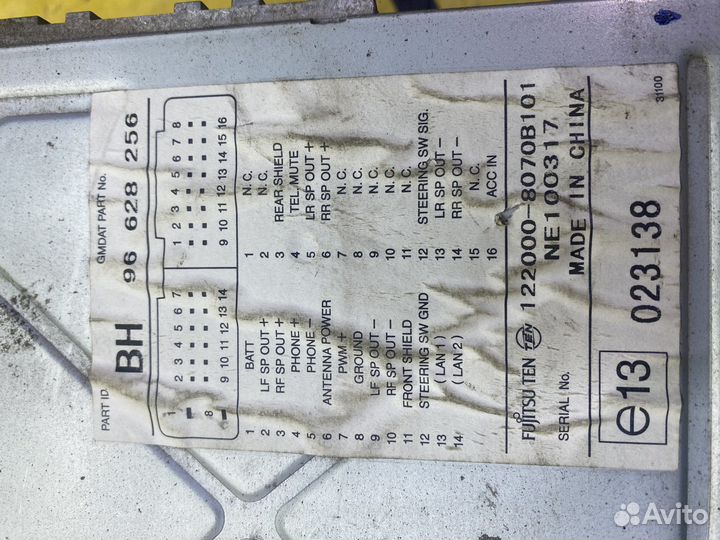 PART ID. GMDAT PART No.
BH 96 628 256
1 2 3 4 5 6 7 1 2 3 4 5 6 7 8
8 9 10 11 12 13 14 9 10 11 12 13 14 15 16
1 BATT 1 N.C.
2 LF SP OUT + 2 N.C.
3 RF SP OUT + 3 REAR SHIELD
4 PHONE + 4 TEL.MUTE
5 PHONE − 5 LR SP OUT +
6 ANTENNA POWER 6 RR SP OUT +
7 PWM + 7 N.C.
8 GROUND 8 N.C.
9 LF SP OUT − 9 N.C.
10 RF SP OUT − 10 N.C.
11 FRONT SHIELD 11 N.C.
12 STEERING SW GND 12 STEERING SW SIG.
13 ( LAN 1 ) 13 LR SP OUT −
14 ( LAN 2 ) 14 RR SP OUT −
15 N.C.
16 ACC IN
FUJITSU TEN TEN 122000-8070B101
SERIAL No. NE100317
MADE IN CHINA
e13 023138
31100
Avito